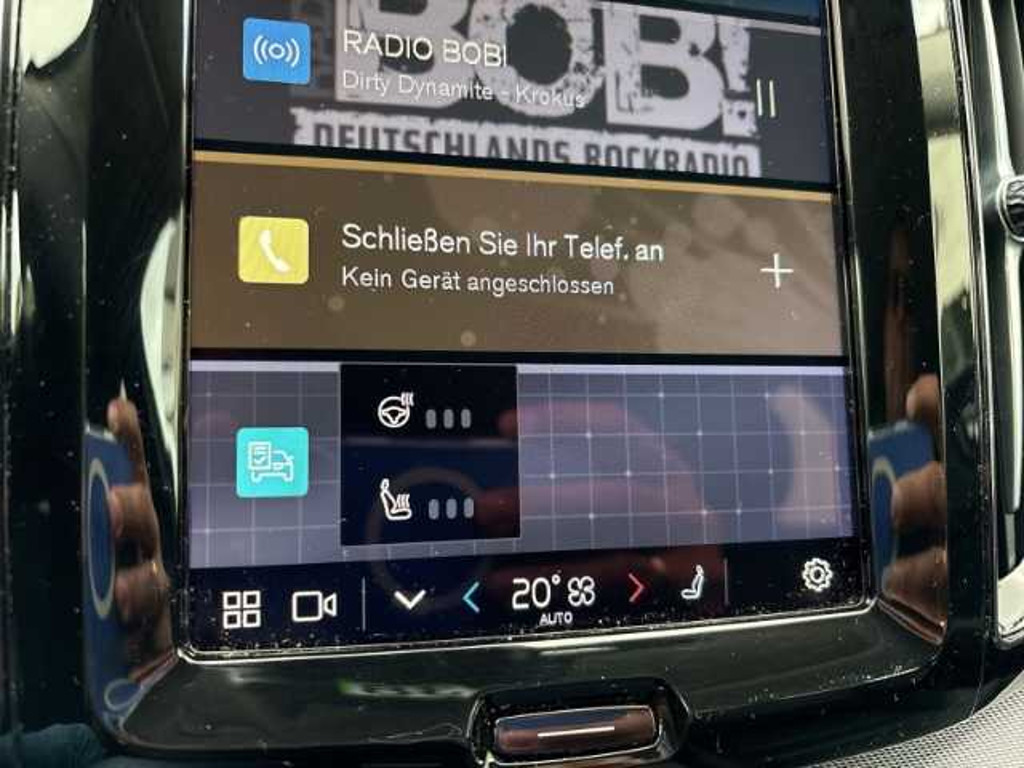 BOB!
DEUTSCHLANDS ROCKRADIO
RADIO BOB!
Dirty Dynamite - Krokus
Schließen Sie Ihr Telef. an
Kein Gerät angeschlossen
20°
AUTO